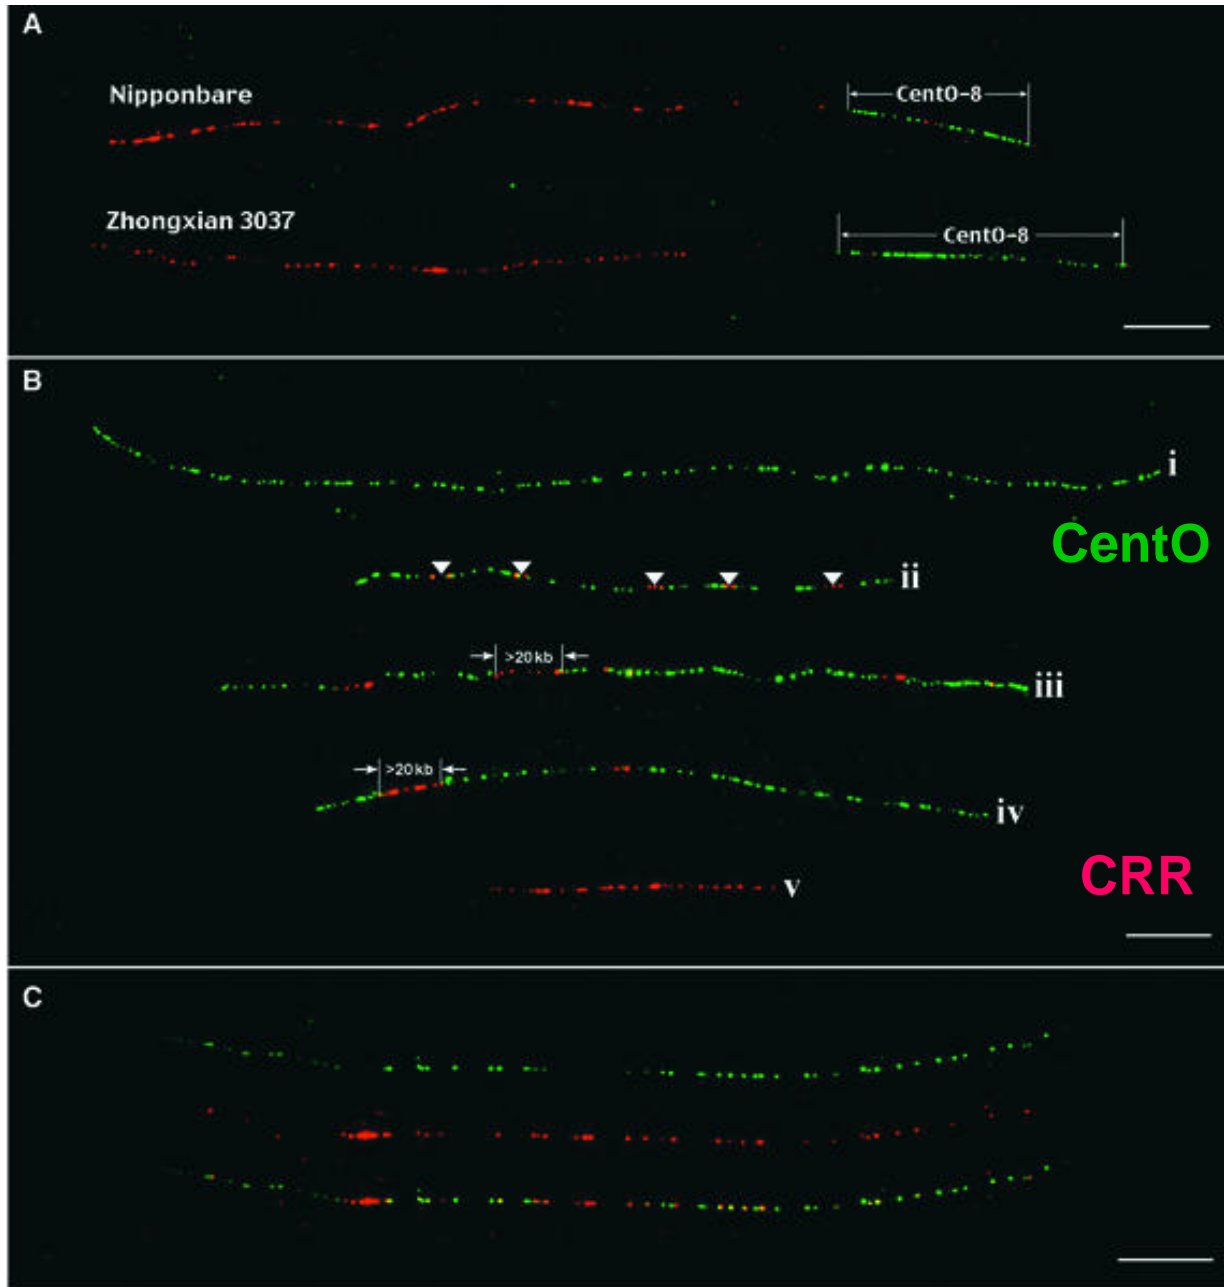 A
Nipponbare
CentO-8
Zhongxian 3037
CentO-8
B
i
CentO
ii
>20 kb
iii
>20 kb
iv
CRR
v
C